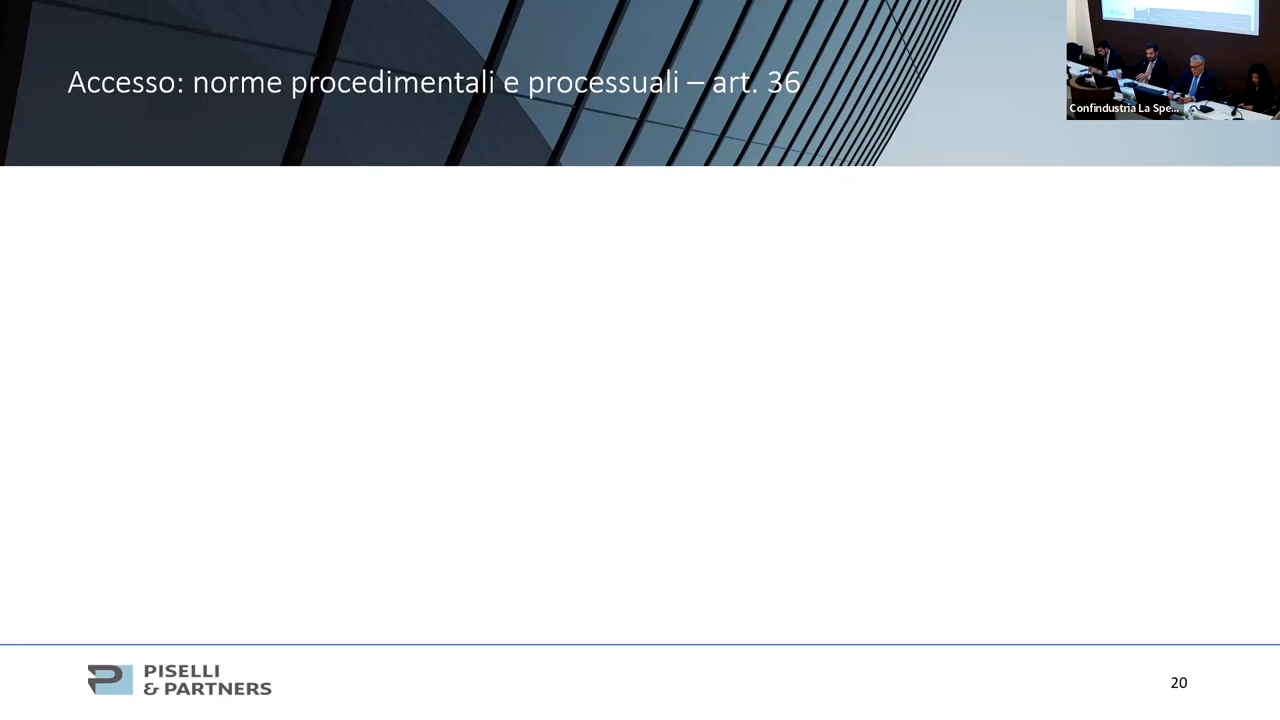 Accesso: norme procedimentali e processuali – art. 36
Confindustria La Spe...
PISELLI
& PARTNERS
20